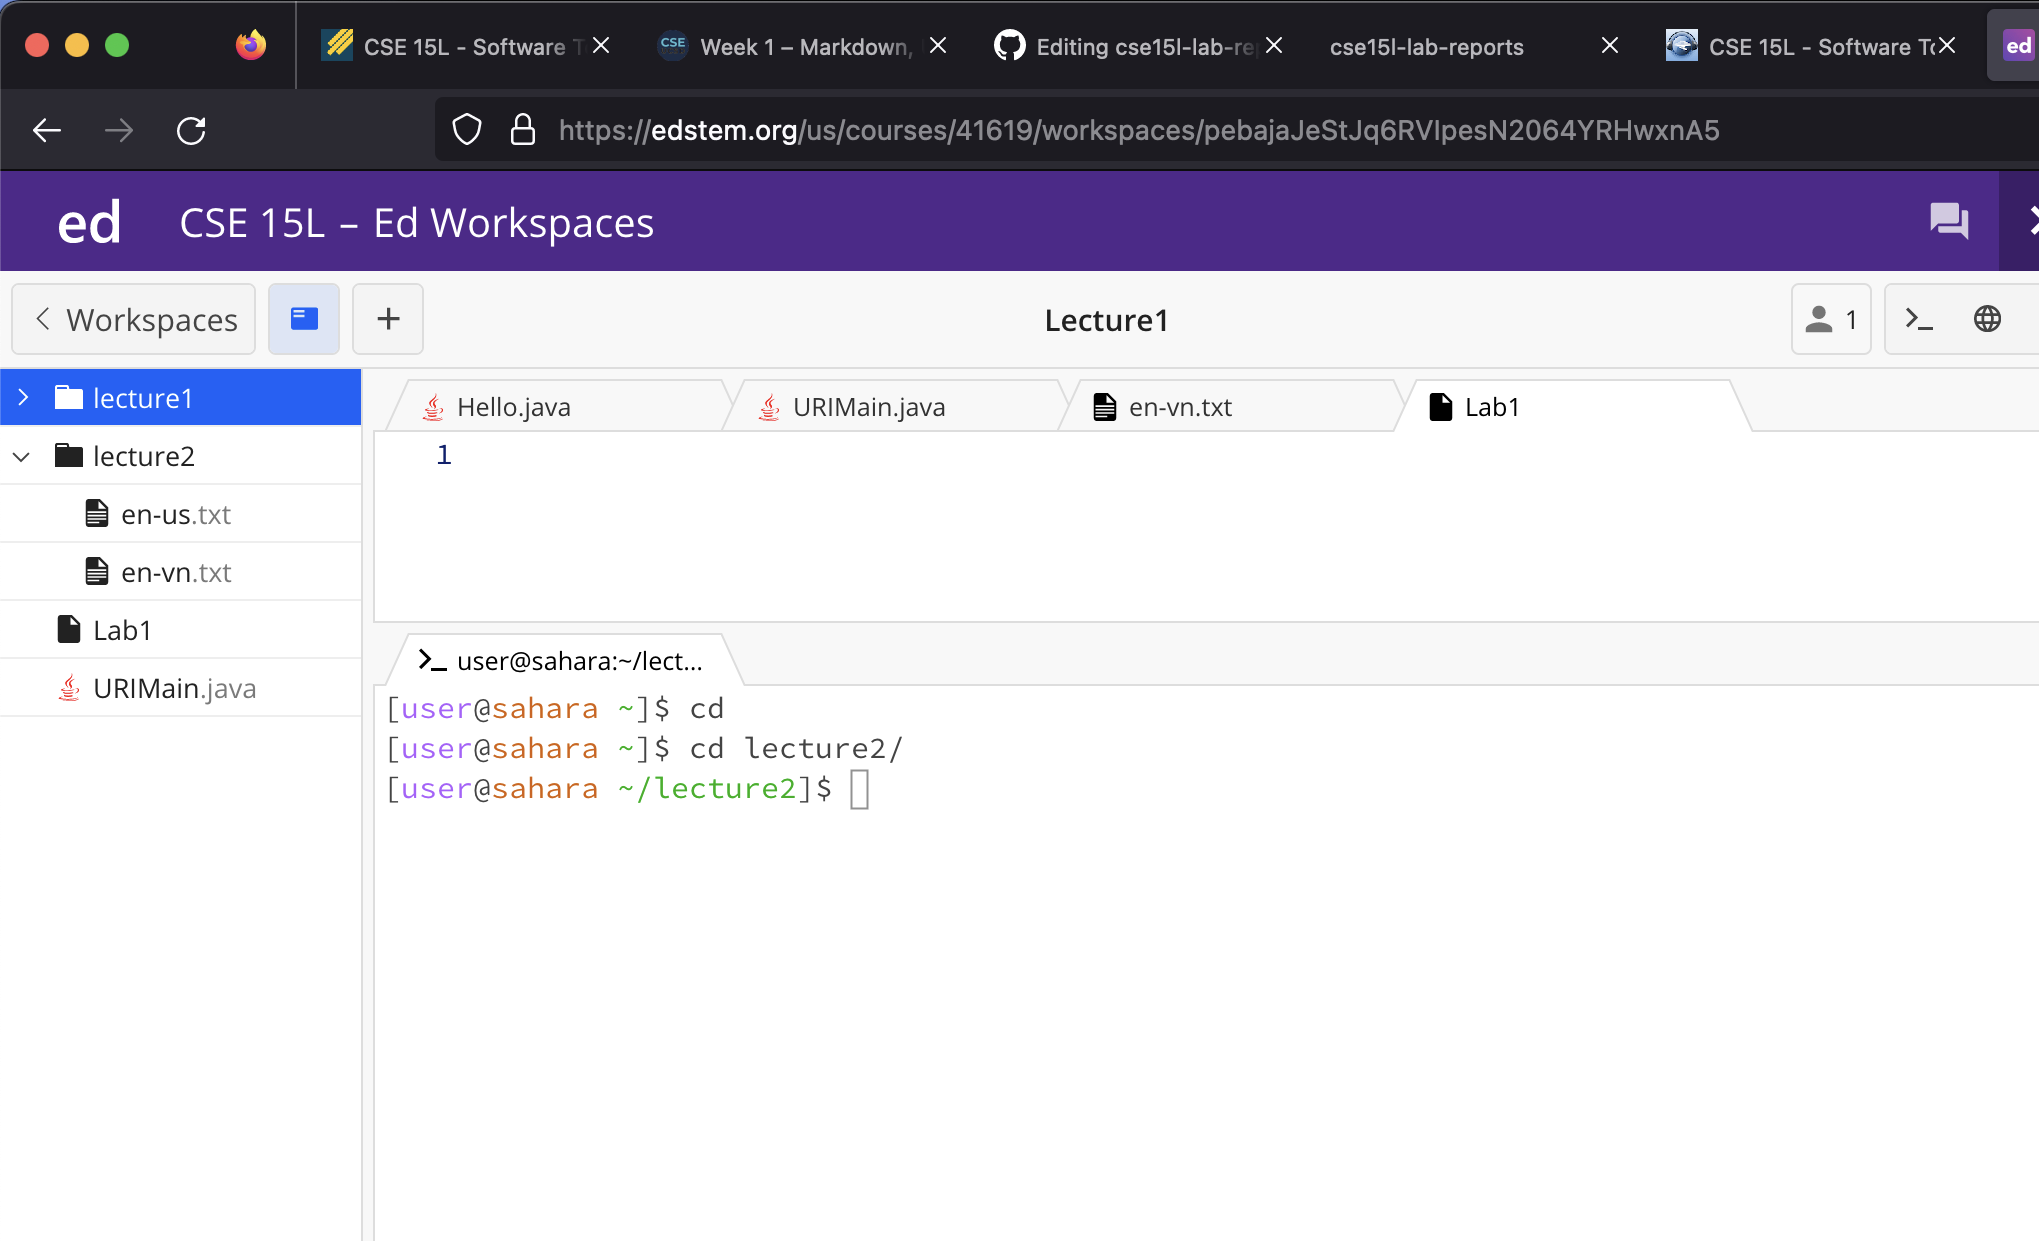 CSE 15L - Software T
Week 1 – Markdown,
Editing cse15l-lab-re
cse15l-lab-reports
CSE 15L - Software To
ed
https://edstem.org/us/courses/41619/workspaces/pebajaJeStJq6RVIpesN2064YRHwxnA5
ed CSE 15L – Ed Workspaces
Workspaces
Lecture1
1
lecture1
lecture2
en-us.txt
en-vn.txt
Lab1
URIMain.java
Hello.java
URIMain.java
en-vn.txt
Lab1
1
user@sahara:~/lect...
[user@sahara ~]$ cd
[user@sahara ~]$ cd lecture2/
[user@sahara ~/lecture2]$